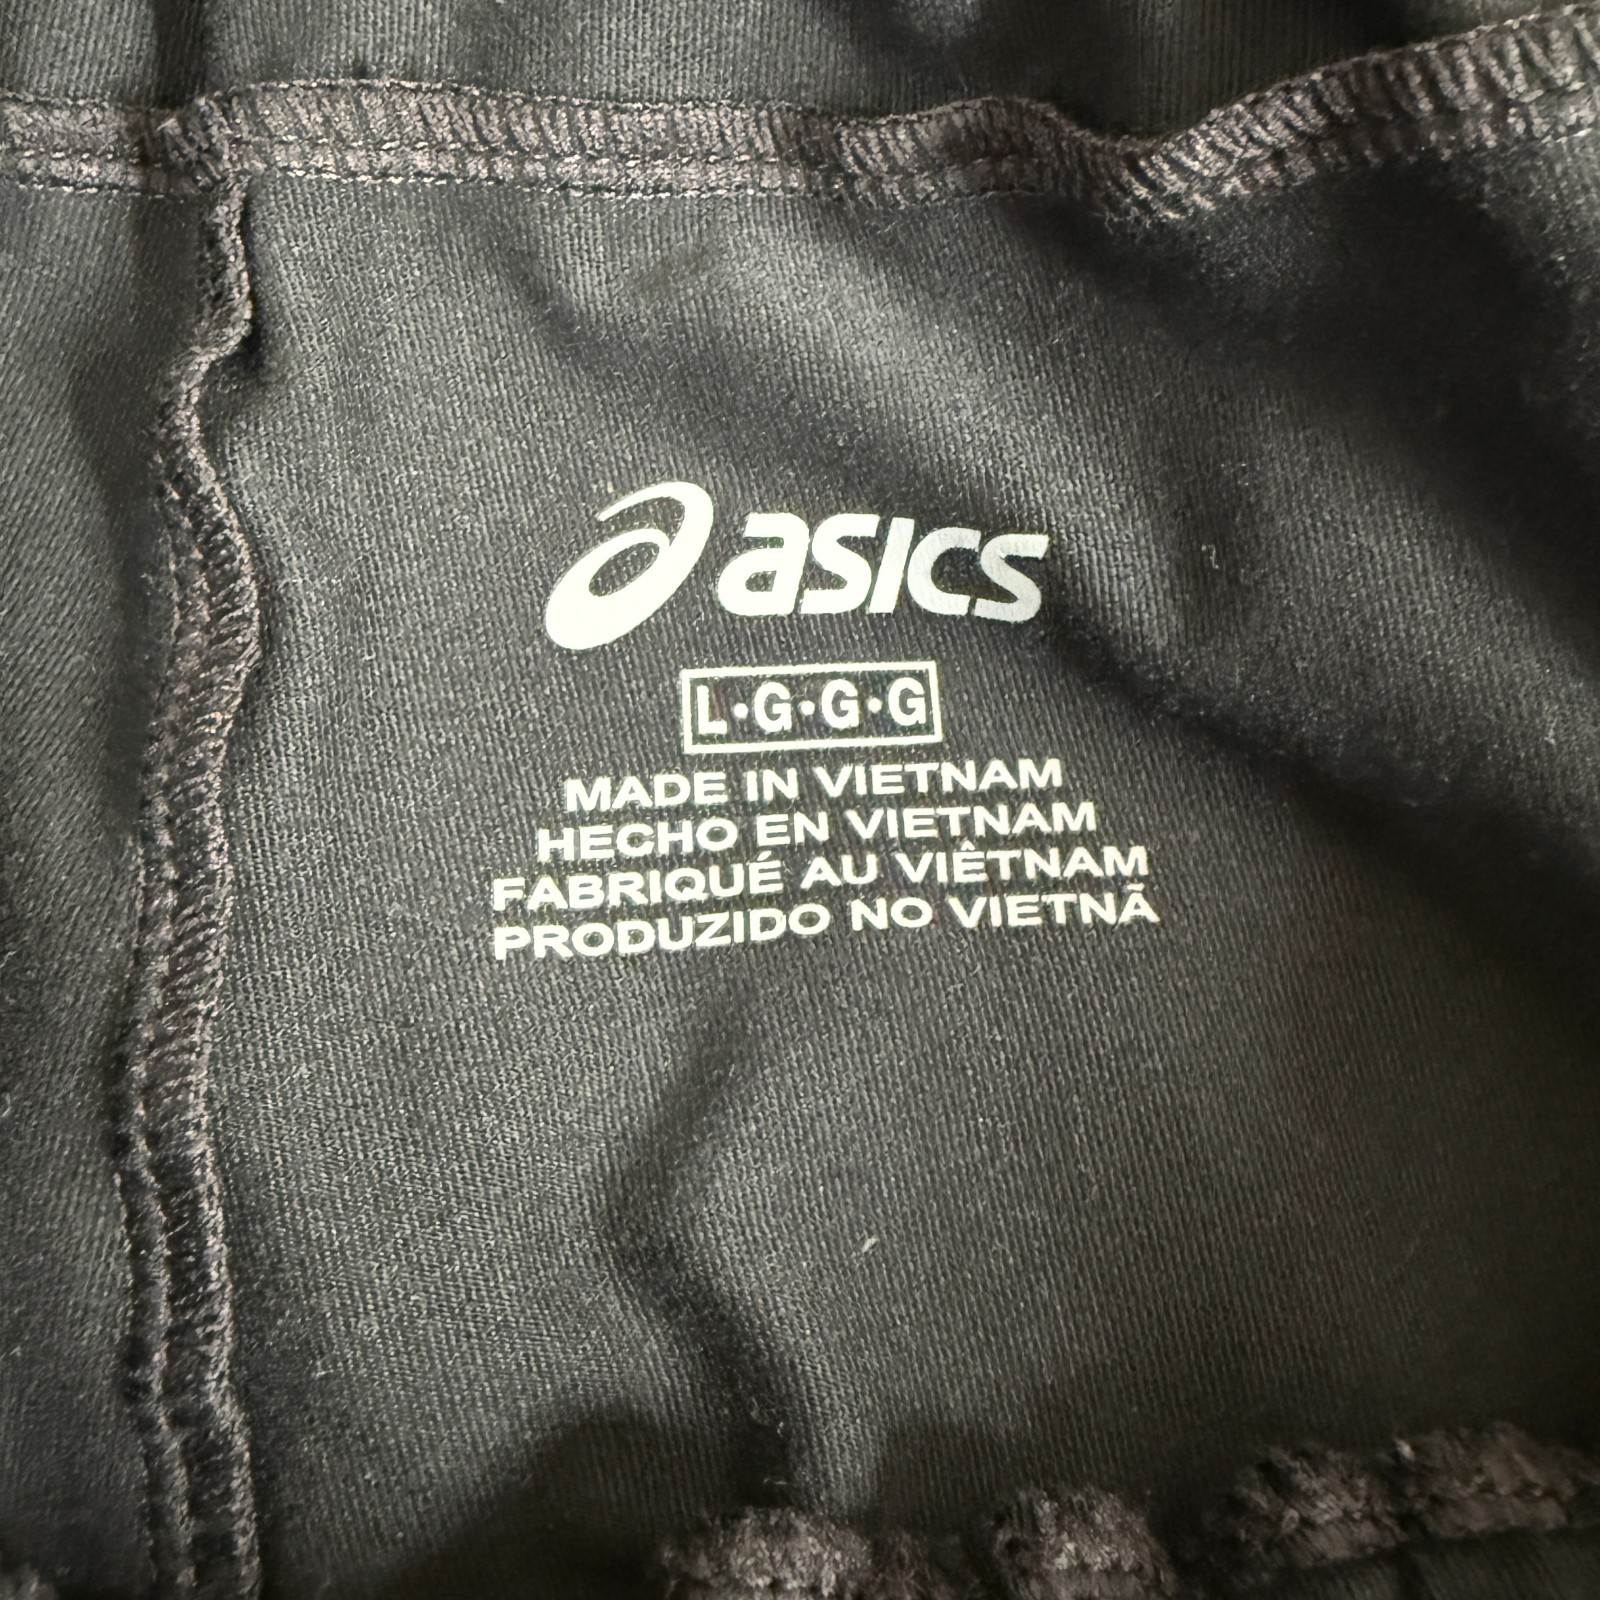 asics
L·G·G·G
MADE IN VIETNAM
HECHO EN VIETNAM
FABRIQUÉ AU VIÊTNAM
PRODUZIDO NO VIETNÃ